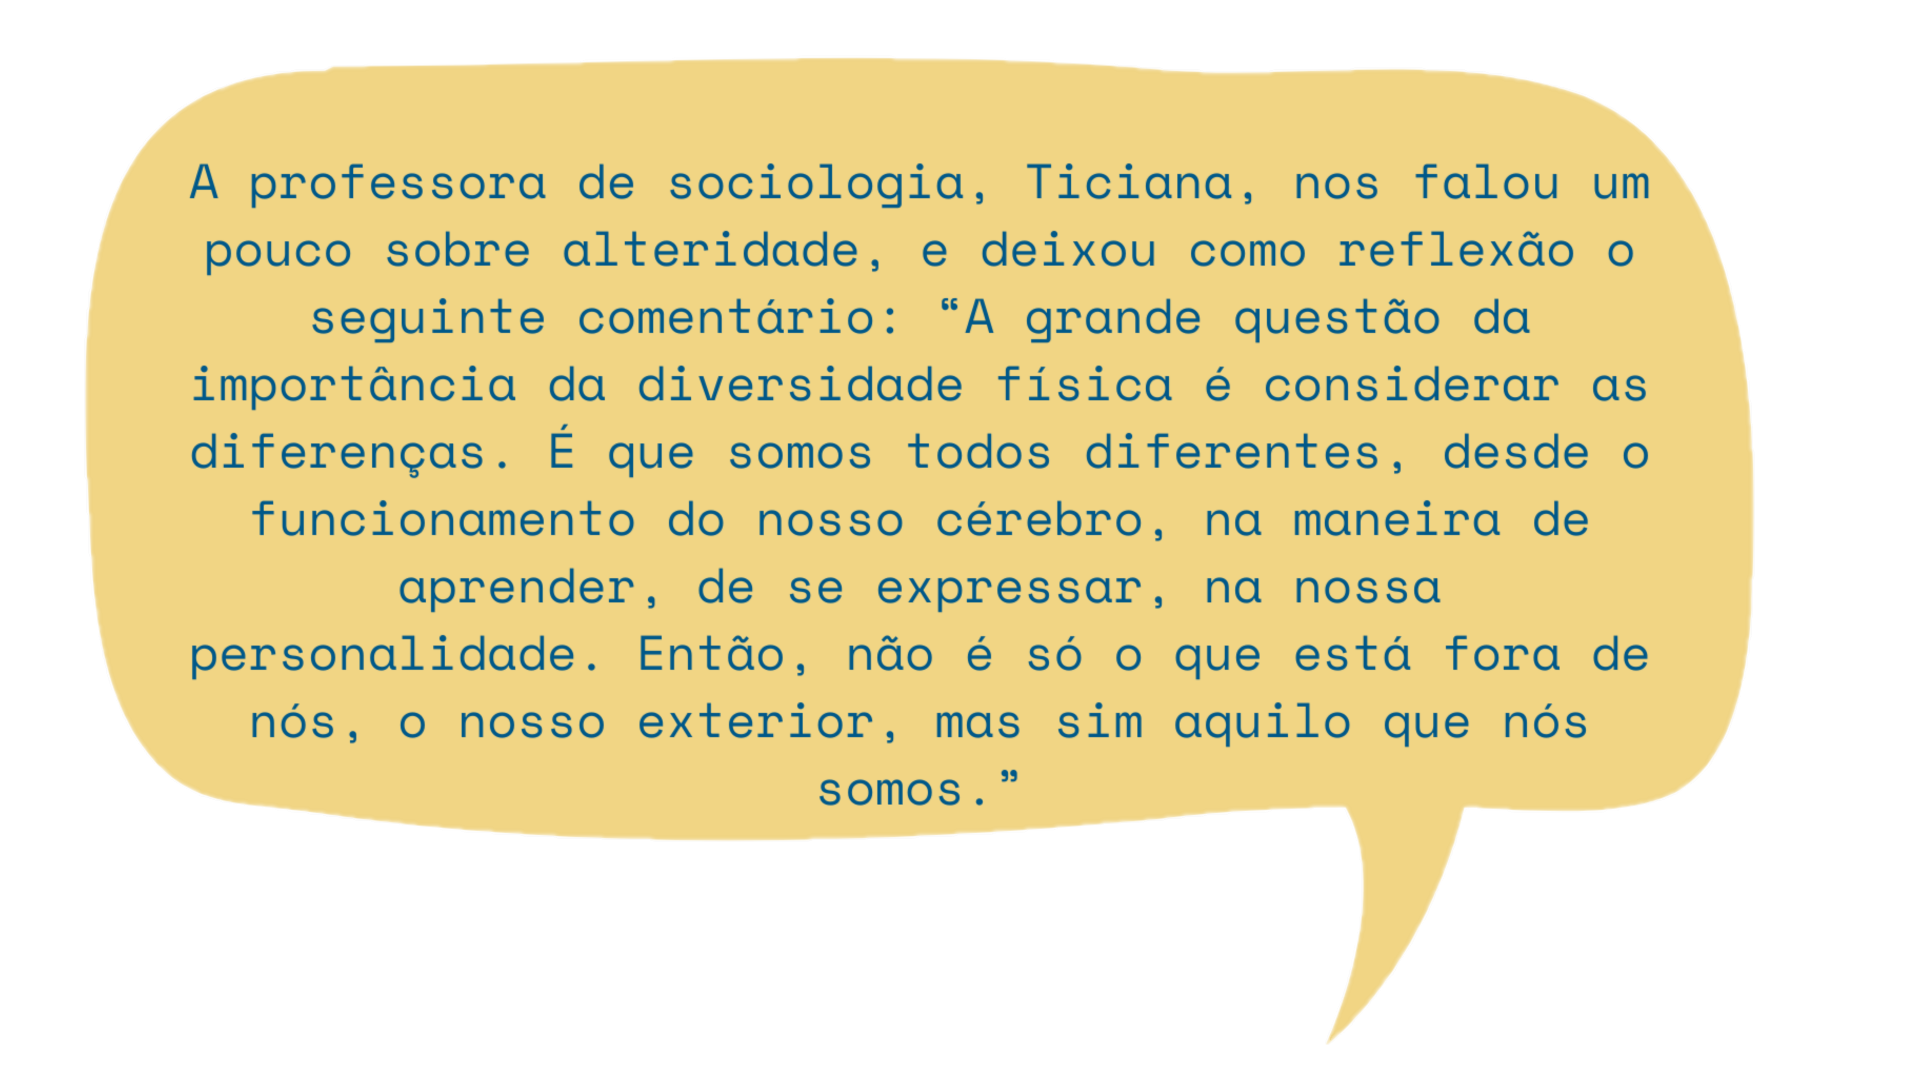 A professora de sociologia, Ticiana, nos falou um
pouco sobre alteridade, e deixou como reflexão o
seguinte comentário: “A grande questão da
importância da diversidade física é considerar as
diferenças. É que somos todos diferentes, desde o
funcionamento do nosso cérebro, na maneira de
aprender, de se expressar, na nossa
personalidade. Então, não é só o que está fora de
nós, o nosso exterior, mas sim aquilo que nós
somos.”